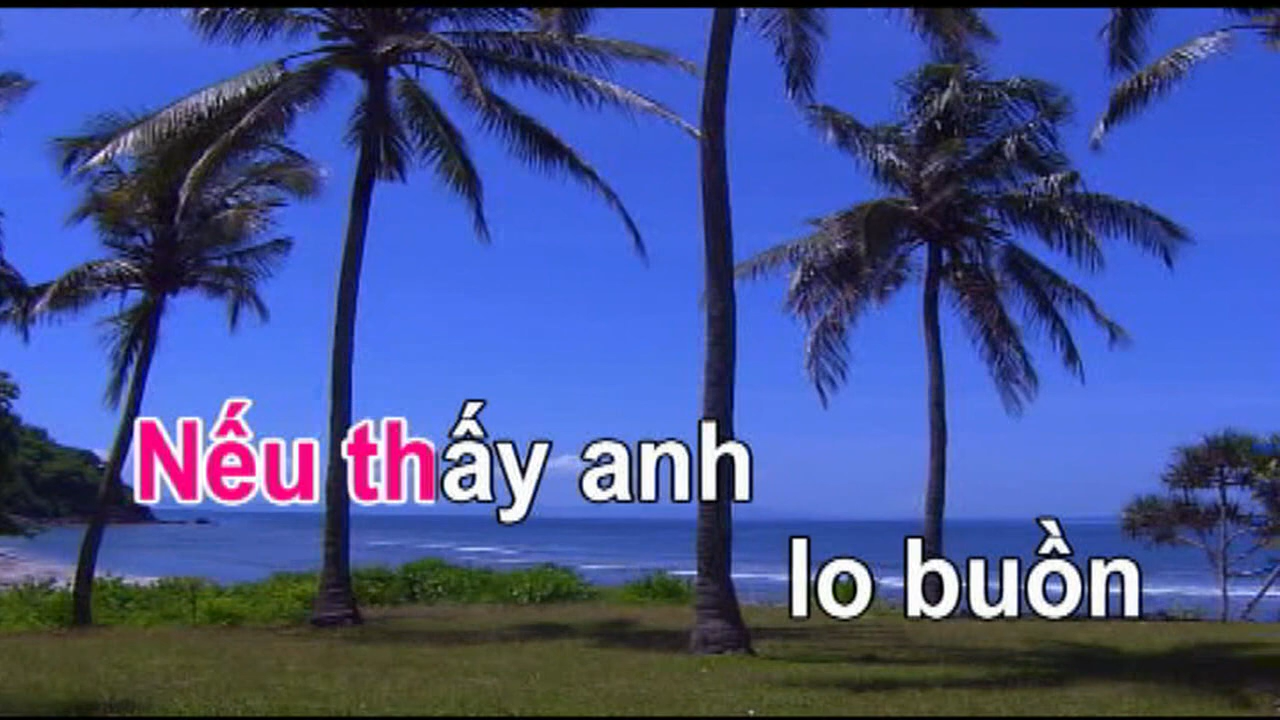 Nếu thấy anh
lo buồn